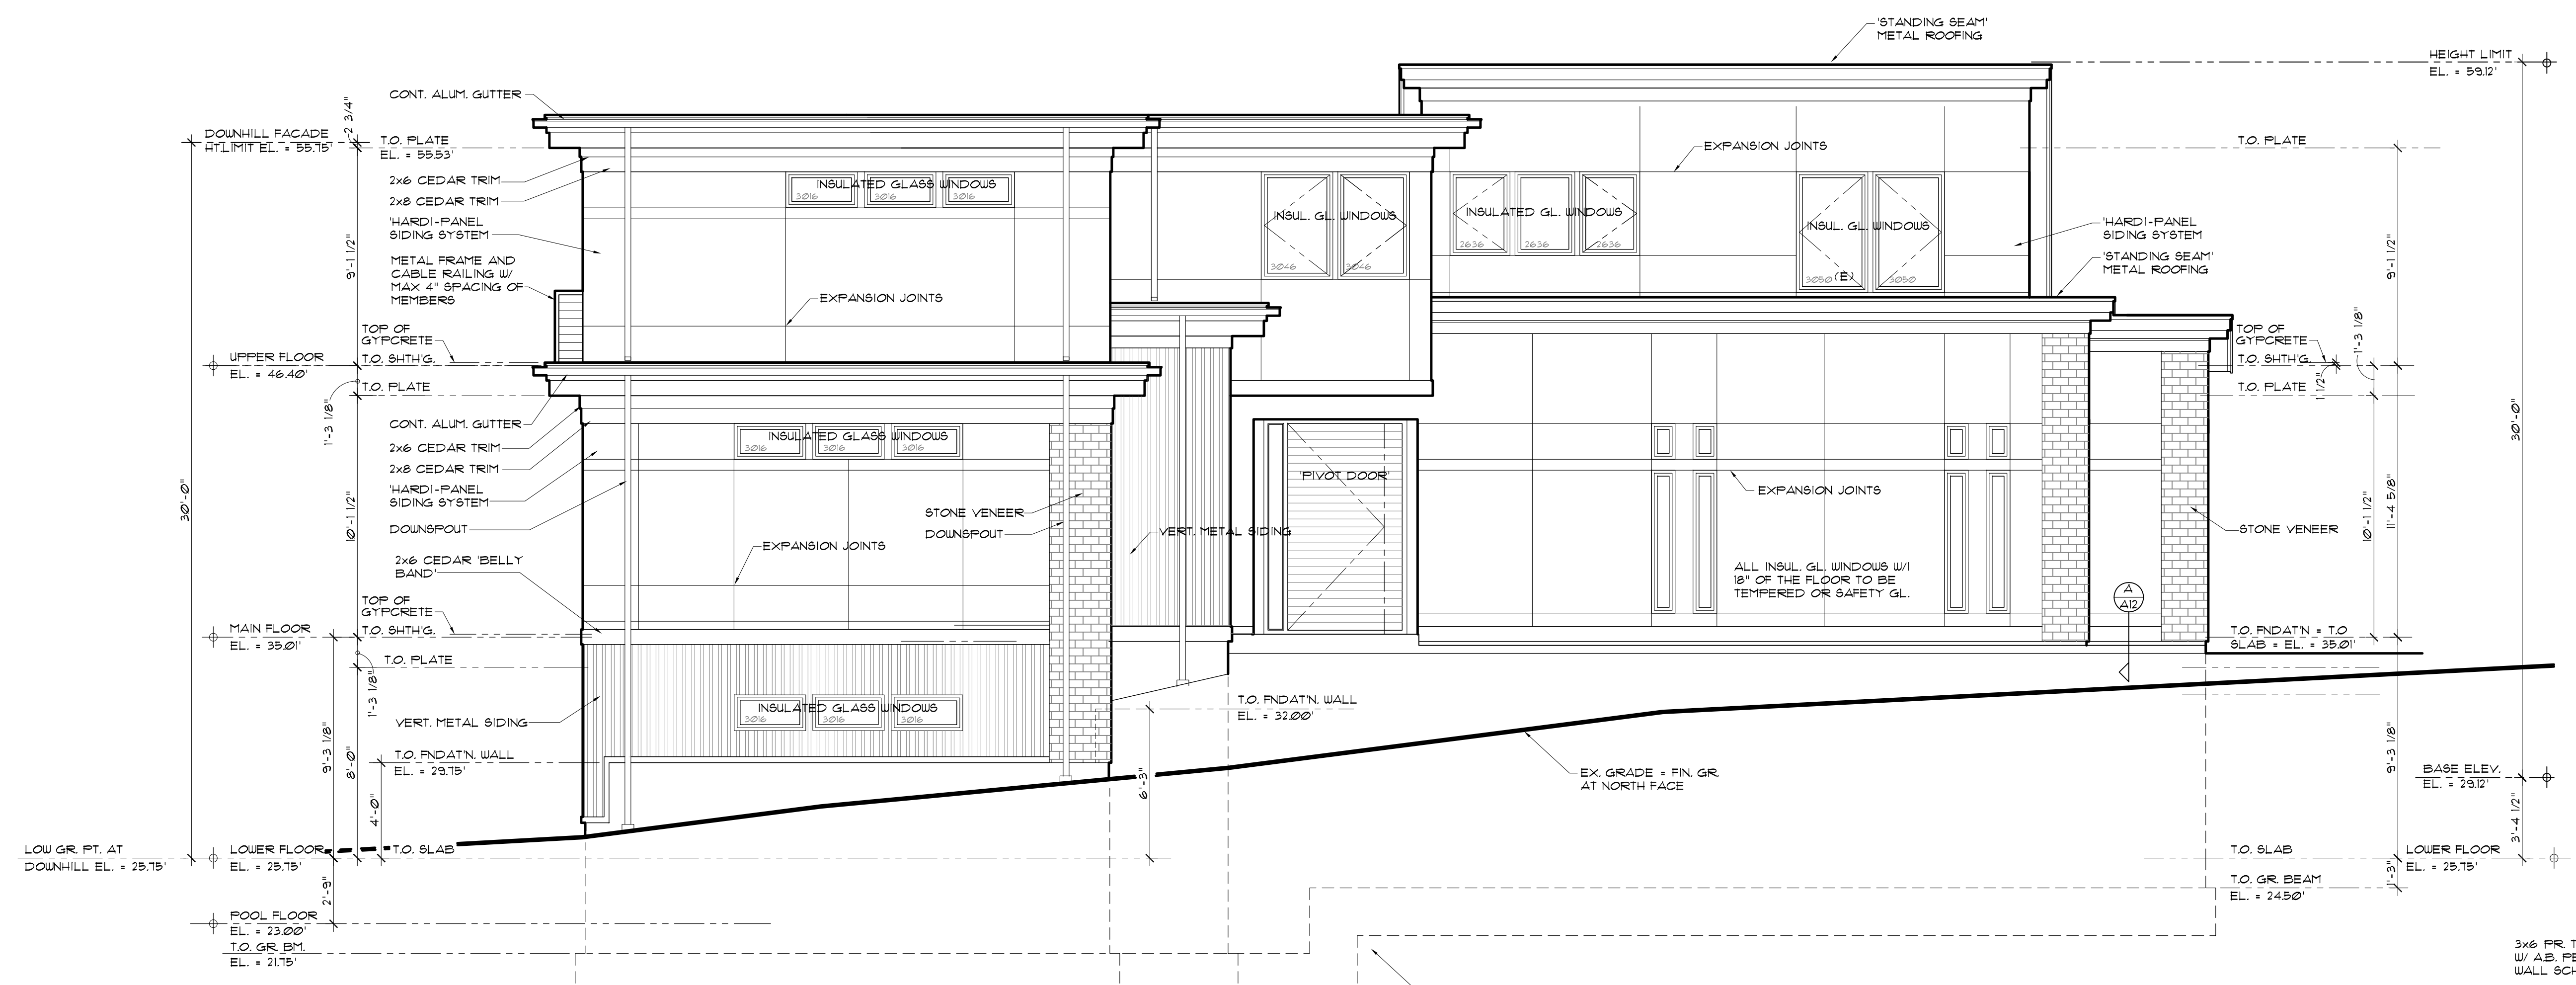 'STANDING SEAM'
METAL ROOFING
HEIGHT LIMIT
EL. = 59.12'
CONT. ALUM. GUTTER
2 3/4"
DOWNHILL FACADE
HT.LIMIT EL. = 55.75'
T.O. PLATE
EL. = 55.53'
2x6 CEDAR TRIM
2x8 CEDAR TRIM
'HARDI-PANEL
SIDING SYSTEM
METAL FRAME AND
CABLE RAILING W/
MAX 4" SPACING OF
MEMBERS
9'-1 1/2"
INSULATED GLASS WINDOWS
3016
3016
3016
EXPANSION JOINTS
INSUL. GL. WINDOWS
3046
3046
INSULATED GL. WINDOWS
2636
2636
2636
EXPANSION JOINTS
INSUL. GL. WINDOWS
3050
(E)
3050
T.O. PLATE
'HARDI-PANEL
SIDING SYSTEM
'STANDING SEAM'
METAL ROOFING
9'-1 1/2"
TOP OF
GYPCRETE
UPPER FLOOR
EL. = 46.40'
T.O. SHTH'G.
T.O. PLATE
1'-3 1/8"
TOP OF
GYPCRETE
T.O. SHTH'G.
T.O. PLATE
1 1/2"
1'-3 1/8"
30'-0"
CONT. ALUM. GUTTER
2x6 CEDAR TRIM
2x8 CEDAR TRIM
'HARDI-PANEL
SIDING SYSTEM
DOWNSPOUT
30'-0"
10'-1 1/2"
INSULATED GLASS WINDOWS
3016
3016
3016
STONE VENEER
DOWNSPOUT
EXPANSION JOINTS
VERT. METAL SIDING
'PIVOT DOOR'
EXPANSION JOINTS
ALL INSUL. GL. WINDOWS W/I
18" OF THE FLOOR TO BE
TEMPERED OR SAFETY GL.
A
A12
STONE VENEER
10'-1 1/2"
11'-4 5/8"
2x6 CEDAR 'BELLY
BAND'
TOP OF
GYPCRETE
MAIN FLOOR
EL. = 35.01'
T.O. SHTH'G.
T.O. PLATE
1'-3 1/8"
T.O. FNDAT'N = T.O
SLAB = EL. = 35.01'
VERT. METAL SIDING
INSULATED GLASS WINDOWS
3016
3016
3016
T.O. FNDAT'N. WALL
EL. = 32.00'
T.O. FNDAT'N. WALL
EL. = 29.75'
9'-3 1/8"
8'-0"
4'-0"
6'-3"
EX. GRADE = FIN. GR.
AT NORTH FACE
9'-3 1/8"
BASE ELEV.
EL. = 29.12'
3'-4 1/2"
LOW GR. PT. AT
DOWNHILL EL. = 25.75'
LOWER FLOOR
EL. = 25.75'
T.O. SLAB
T.O. SLAB
LOWER FLOOR
EL. = 25.75'
2'-9"
1'-3"
T.O. GR. BEAM
EL. = 24.50'
POOL FLOOR
EL. = 23.00'
T.O. GR. BM.
EL. = 21.75'
3x6 PR. T
W/ A.B. PE
WALL SCH